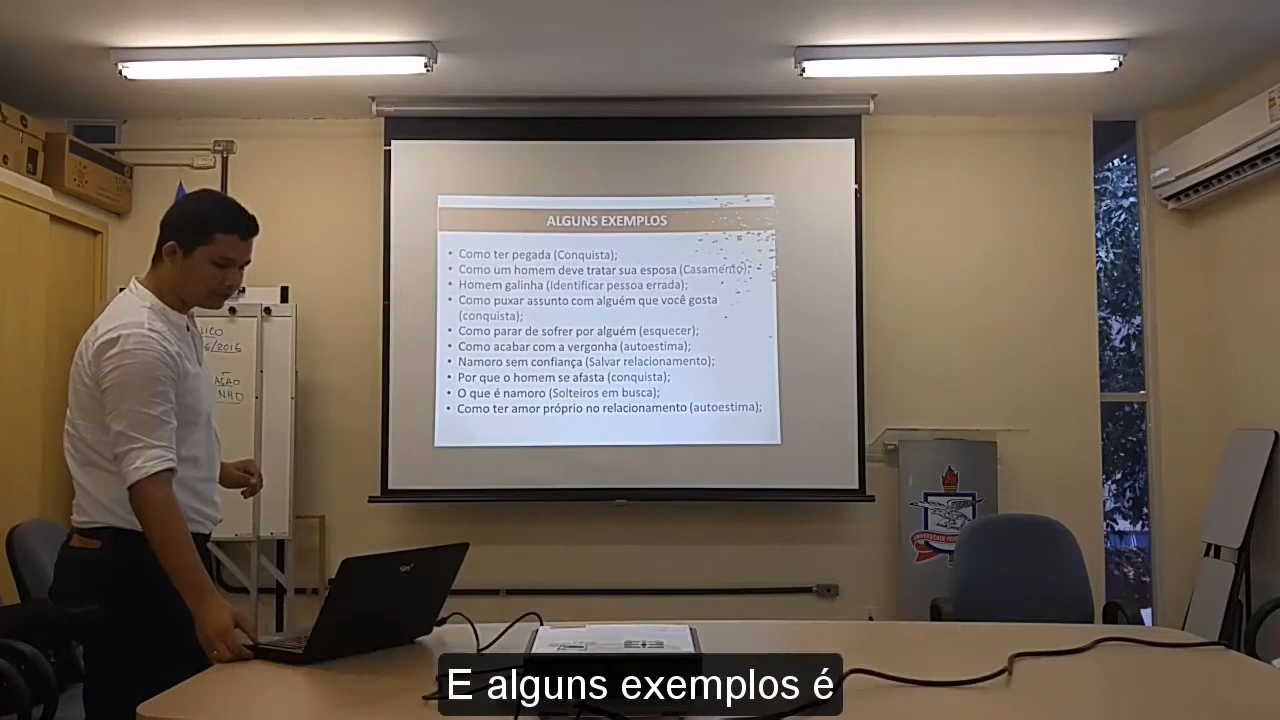 ALGUNS EXEMPLOS
• Como ter pegada (Conquista);
• Como um homem deve tratar sua esposa (Casamento);
• Homem galinha (Identificar pessoa errada);
• Como puxar assunto com alguém que você gosta
(conquista);
• Como parar de sofrer por alguém (esquecer);
• Como acabar com a vergonha (autoestima);
• Namoro sem confiança (Salvar relacionamento);
• Por que o homem se afasta (conquista);
• O que é namoro (Solteiros em busca);
• Como ter amor próprio no relacionamento (autoestima);
UNIVERSIDADE
E alguns exemplos é